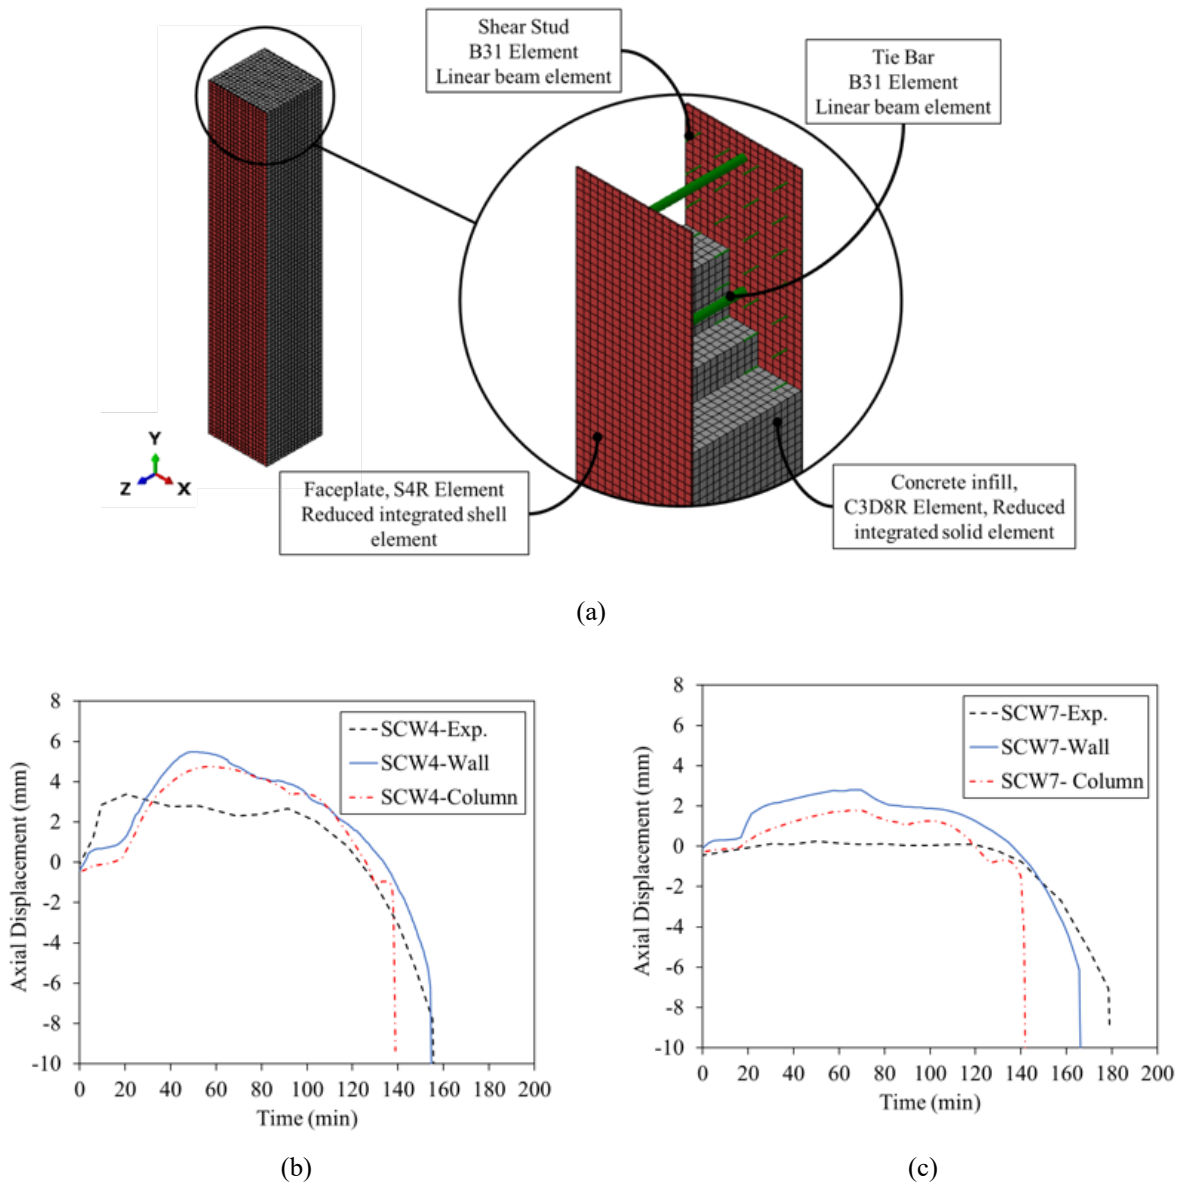 Shear Stud
B31 Element
Linear beam element
Tie Bar
B31 Element
Linear beam element
Y
Z
X
Faceplate, S4R Element
Reduced integrated shell
element
Concrete infill,
C3D8R Element, Reduced
integrated solid element
(a)
8
6
4
2
0
-2
-4
-6
-8
-10
Axial Displacement (mm)
SCW4-Exp.
SCW4-Wall
SCW4-Column
0 20 40 60 80 100 120 140 160 180 200
Time (min)
(b)
8
6
4
2
0
-2
-4
-6
-8
-10
Axial Displacement (mm)
SCW7-Exp.
SCW7-Wall
SCW7- Column
0 20 40 60 80 100 120 140 160 180 200
Time (min)
(c)